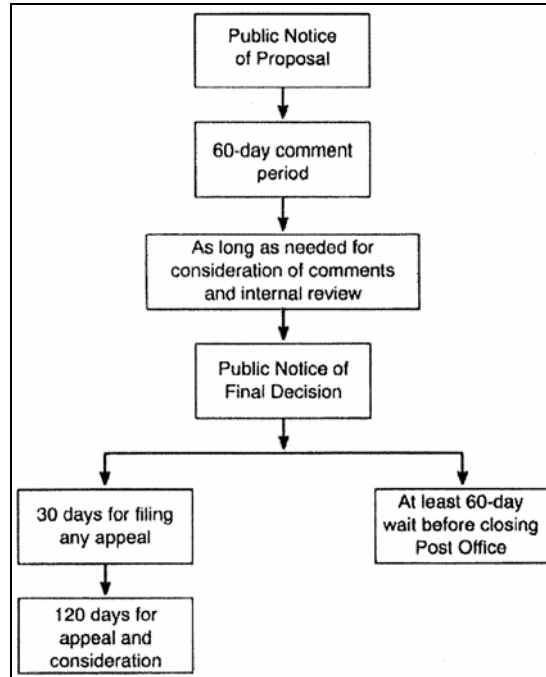 Public Notice
of Proposal
60-day comment
period
As long as needed for
consideration of comments
and internal review
Public Notice of
Final Decision
30 days for filing
any appeal
At least 60-day
wait before closing
Post Office
120 days for
appeal and
consideration